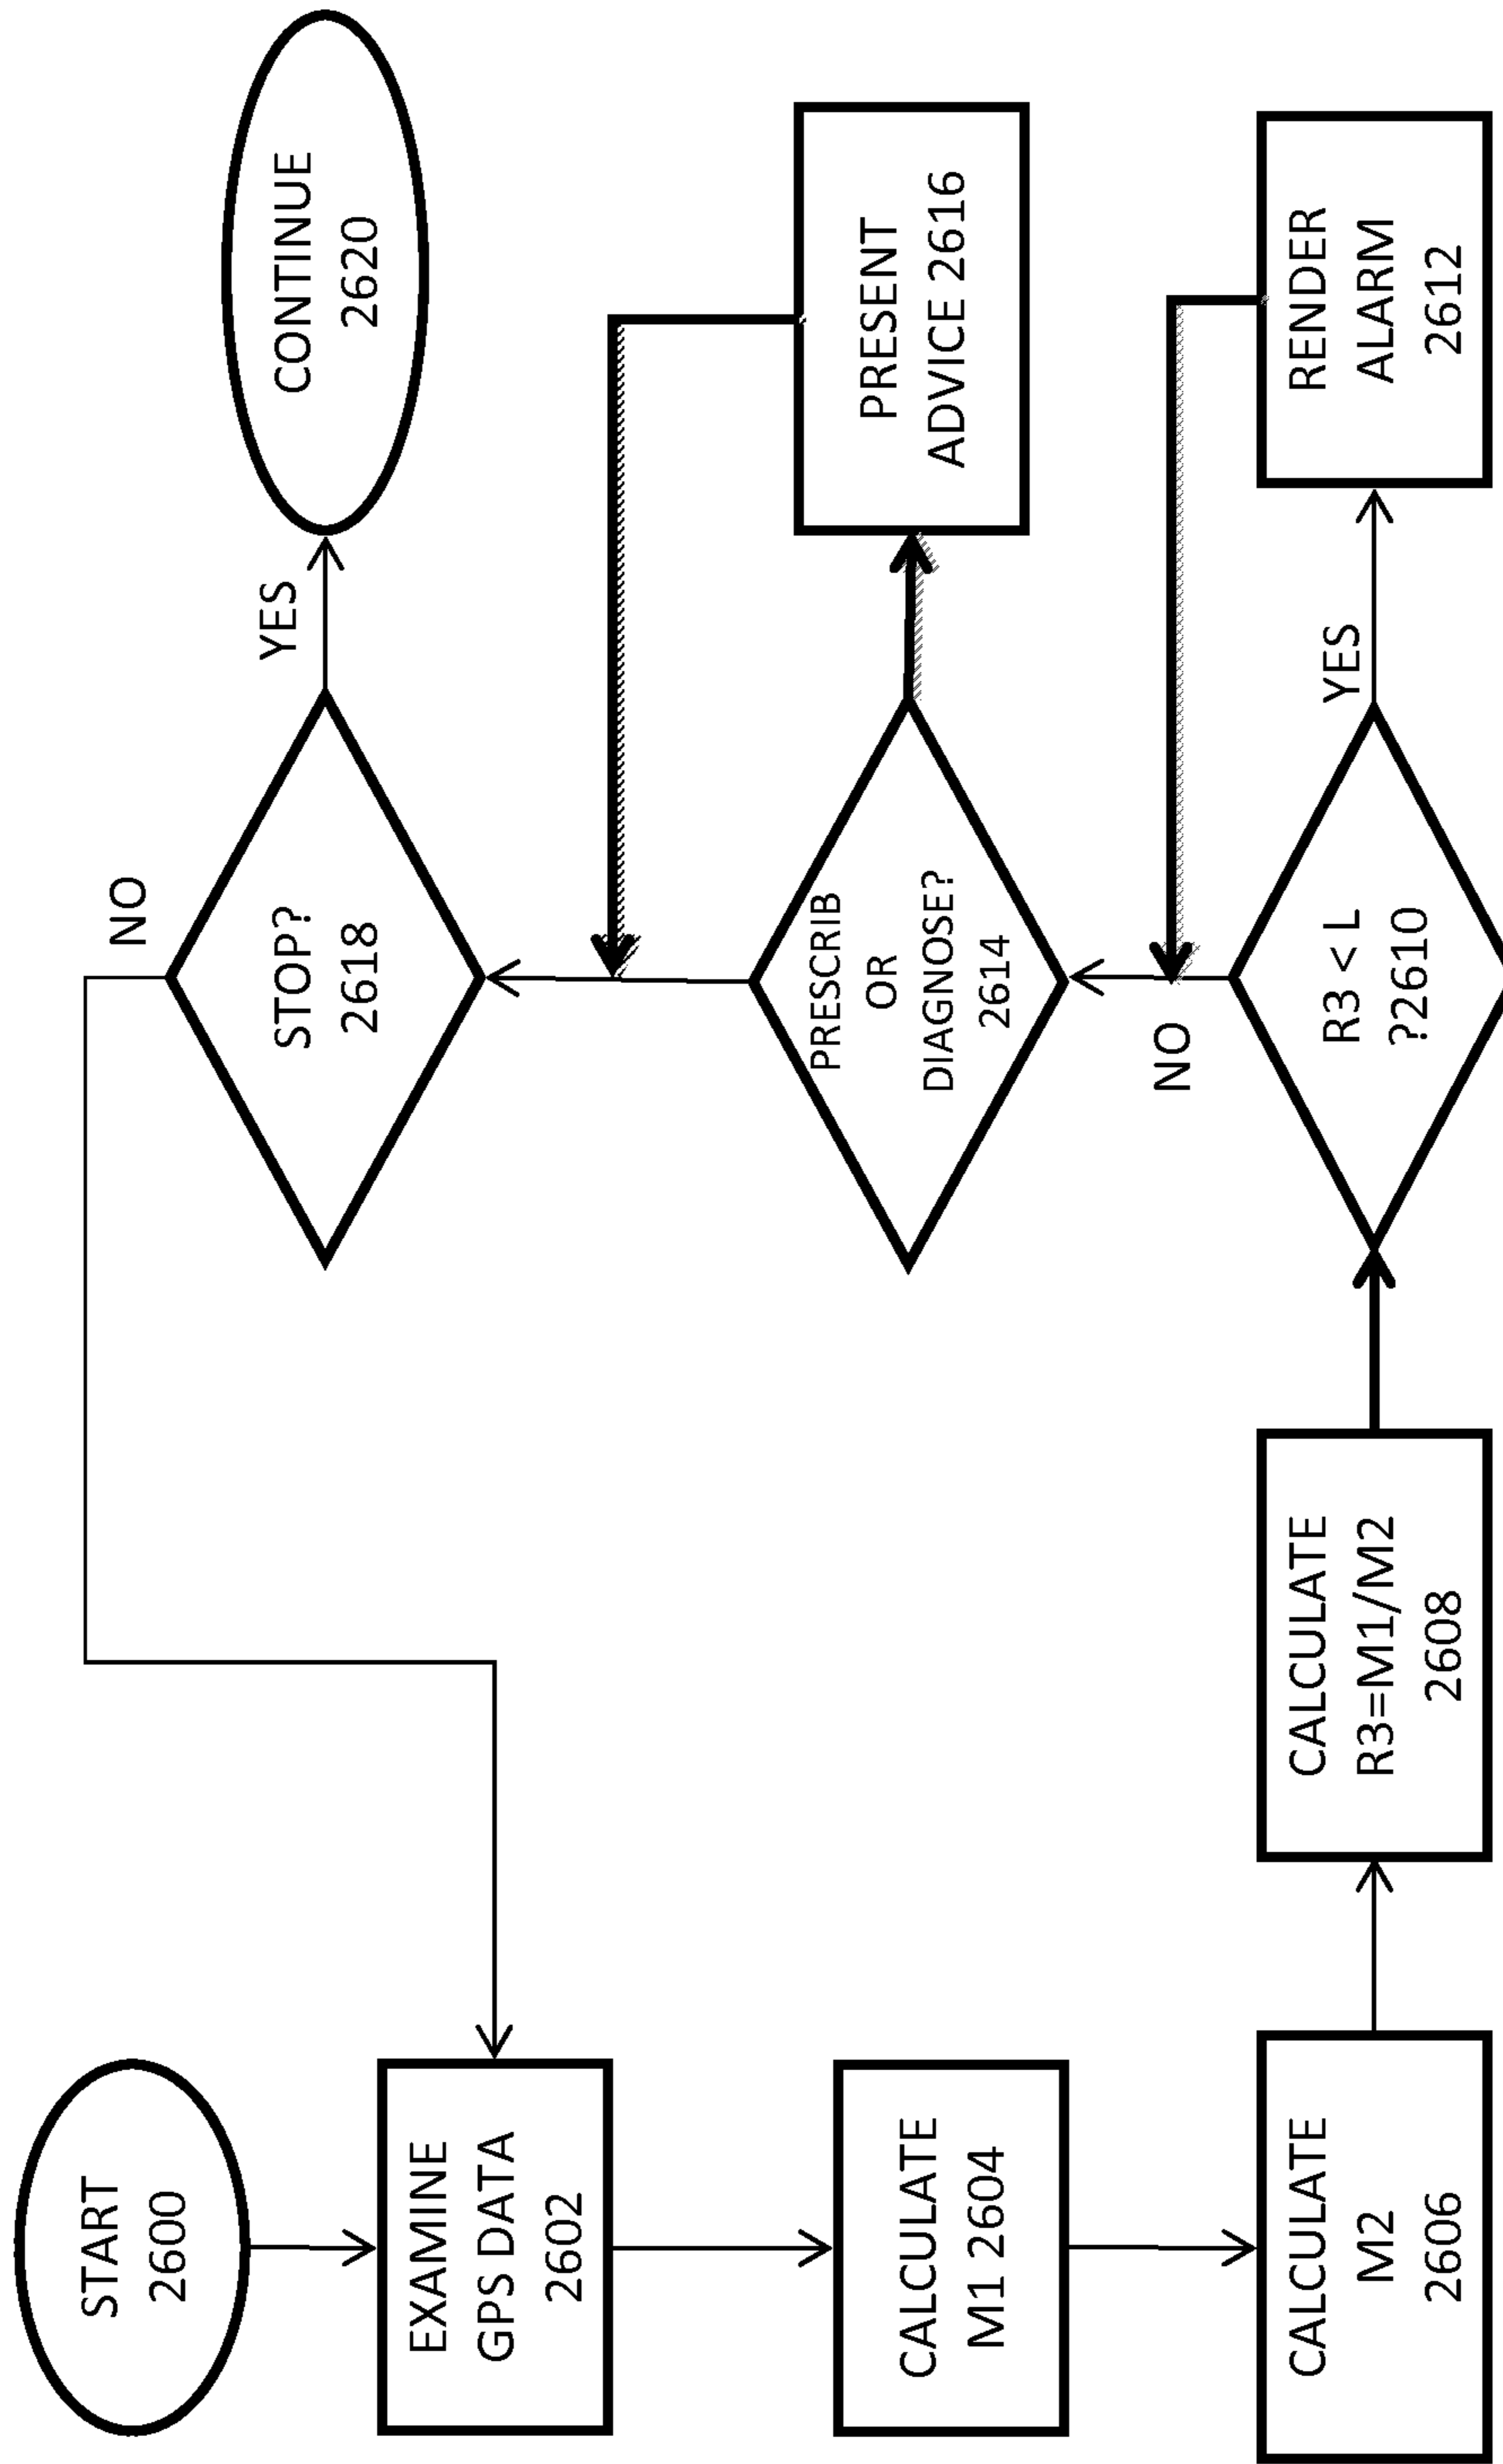 START
2600
EXAMINE
GPS DATA
2602
CALCULATE
M1 2604
CALCULATE
M2
2606
CALCULATE
R3=M1/M2
2608
R3 < L
?2610
YES
RENDER
ALARM
2612
NO
PRESCRIB
OR
DIAGNOSE?
2614
PRESENT
ADVICE 2616
STOP?
2618
NO
YES
CONTINUE
2620